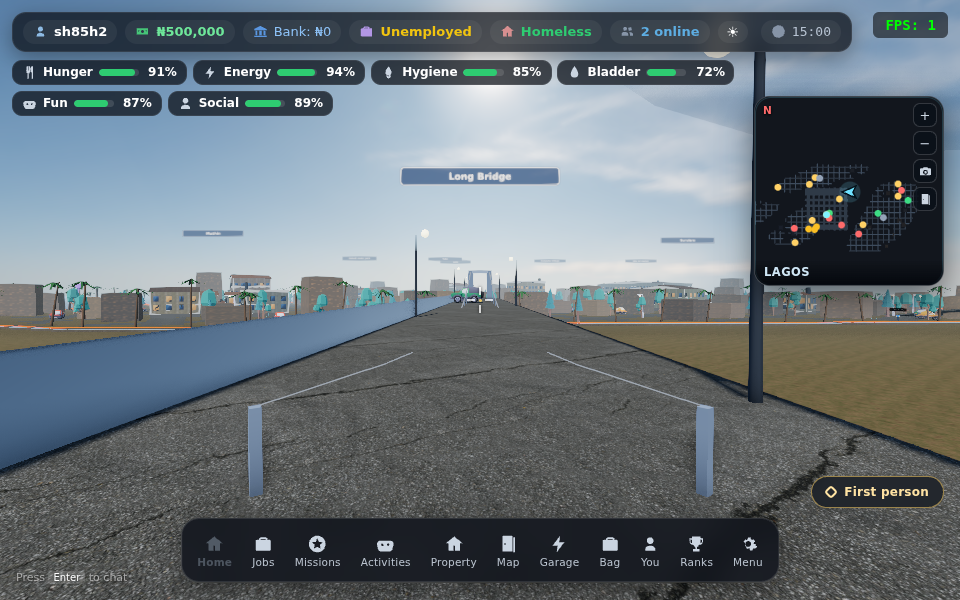 sh85h2
₦500,000
Bank: ₦0
Unemployed
Homeless
2 online
15:00
FPS: 1
Hunger 91%
Energy 94%
Hygiene 85%
Bladder 72%
Fun 87%
Social 89%
N
+
−
LAGOS
Long Bridge
First person
Home
Jobs
Missions
Activities
Property
Map
Garage
Bag
You
Ranks
Menu
Press Enter to chat